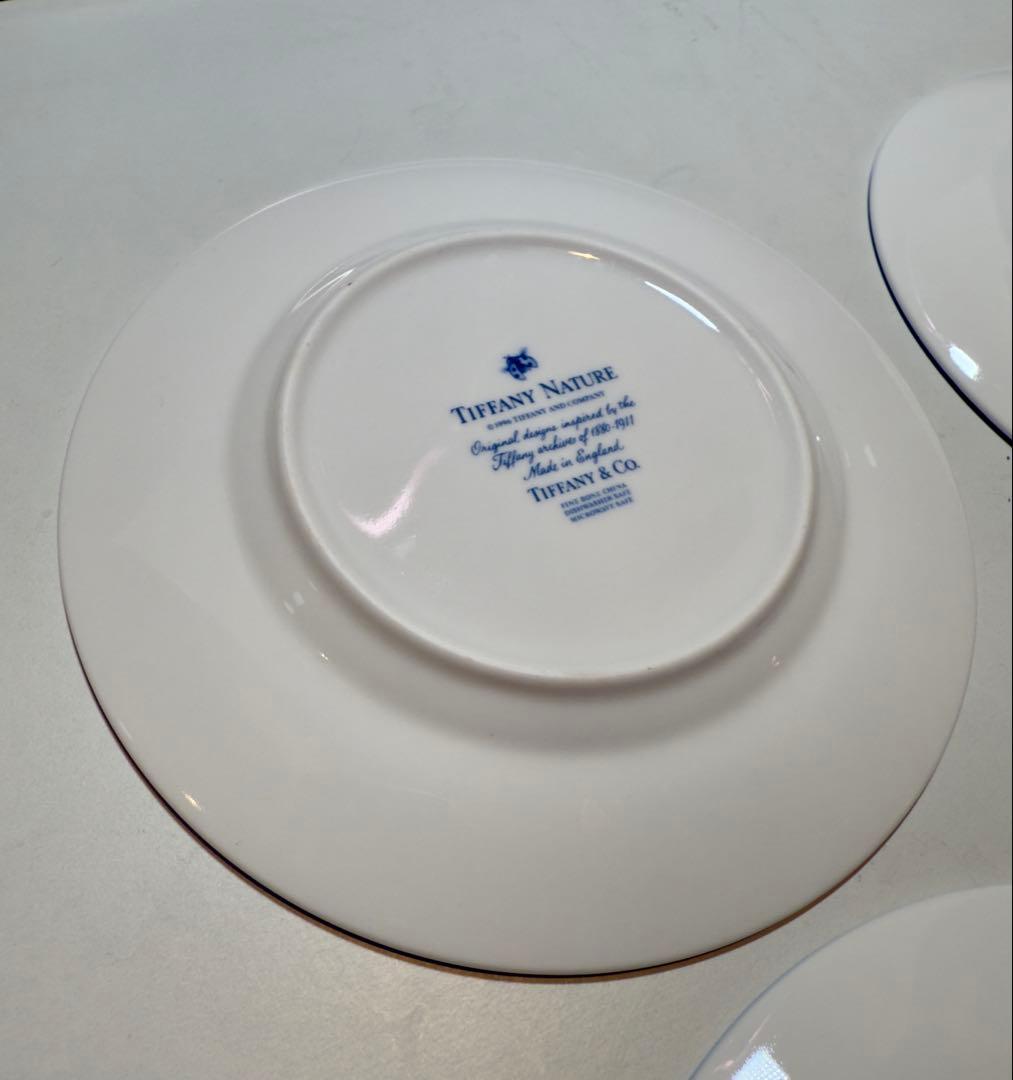 TIFFANY NATURE
© 1996 TIFFANY AND COMPANY
Original designs inspired by the
Tiffany archives of 1880-1911
Made in England
TIFFANY & CO.
FINE BONE CHINA
DISHWASHER SAFE
MICROWAVE SAFE